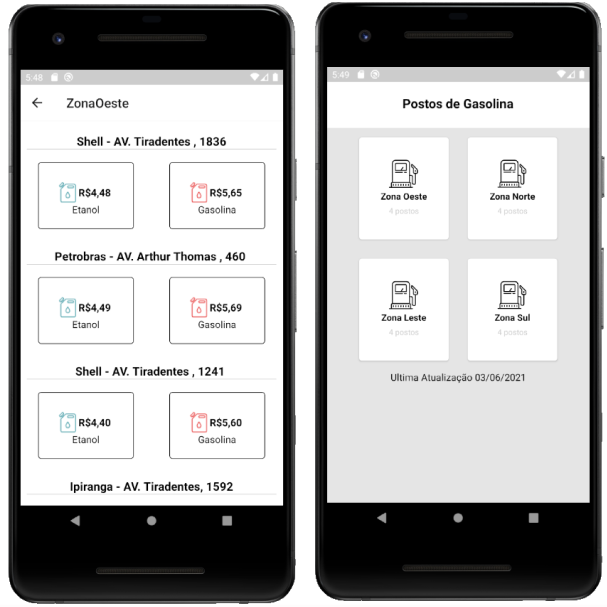 5:48
ZonaOeste
Shell - AV. Tiradentes , 1836
R$4,48
Etanol
R$5,65
Gasolina
Petrobras - AV. Arthur Thomas , 460
R$4,49
Etanol
R$5,69
Gasolina
Shell - AV. Tiradentes , 1241
R$4,40
Etanol
R$5,60
Gasolina
Ipiranga - AV. Tiradentes, 1592
5:49
Postos de Gasolina
Zona Oeste
4 postos
Zona Norte
4 postos
Zona Leste
4 postos
Zona Sul
4 postos
Ultima Atualização 03/06/2021